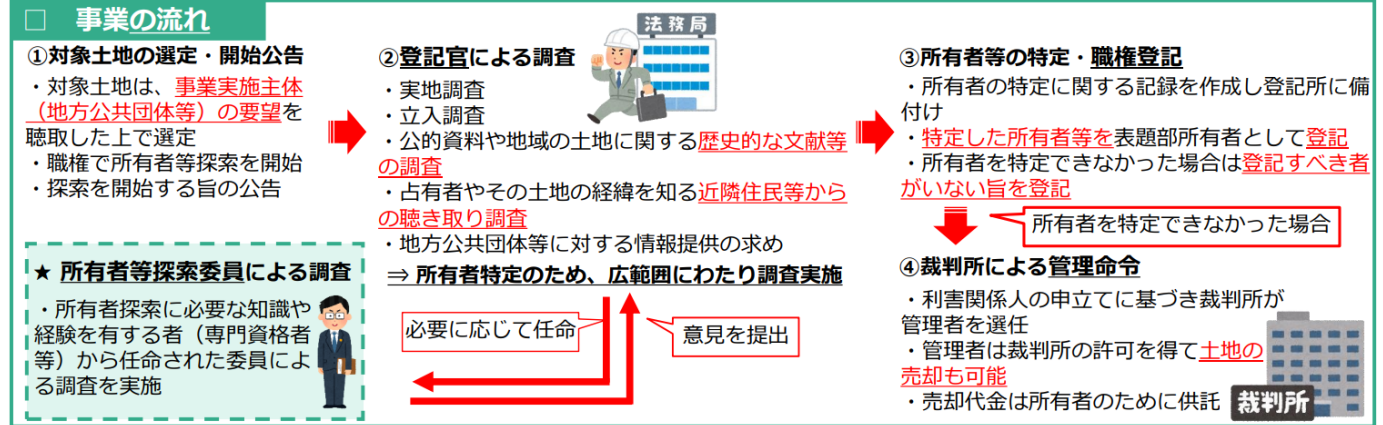 □ 事業の流れ
①対象土地の選定・開始公告
・対象土地は、事業実施主体
（地方公共団体等）の要望を
聴取した上で選定
・職権で所有者等探索を開始
・探索を開始する旨の公告
★ 所有者等探索委員による調査
・所有者探索に必要な知識や
経験を有する者（専門資格者
等）から任命された委員によ
る調査を実施
法務局
②登記官による調査
・実地調査
・立入調査
・公的資料や地域の土地に関する歴史的な文献等
の調査
・占有者やその土地の経緯を知る近隣住民等から
の聴き取り調査
・地方公共団体等に対する情報提供の求め
⇒ 所有者特定のため、広範囲にわたり調査実施
必要に応じて任命
意見を提出
③所有者等の特定・職権登記
・所有者の特定に関する記録を作成し登記所に備
付け
・特定した所有者等を表題部所有者として登記
・所有者を特定できなかった場合は登記すべき者
がいない旨を登記
所有者を特定できなかった場合
④裁判所による管理命令
・利害関係人の申立てに基づき裁判所が
管理者を選任
・管理者は裁判所の許可を得て土地の
売却も可能
・売却代金は所有者のために供託
裁判所